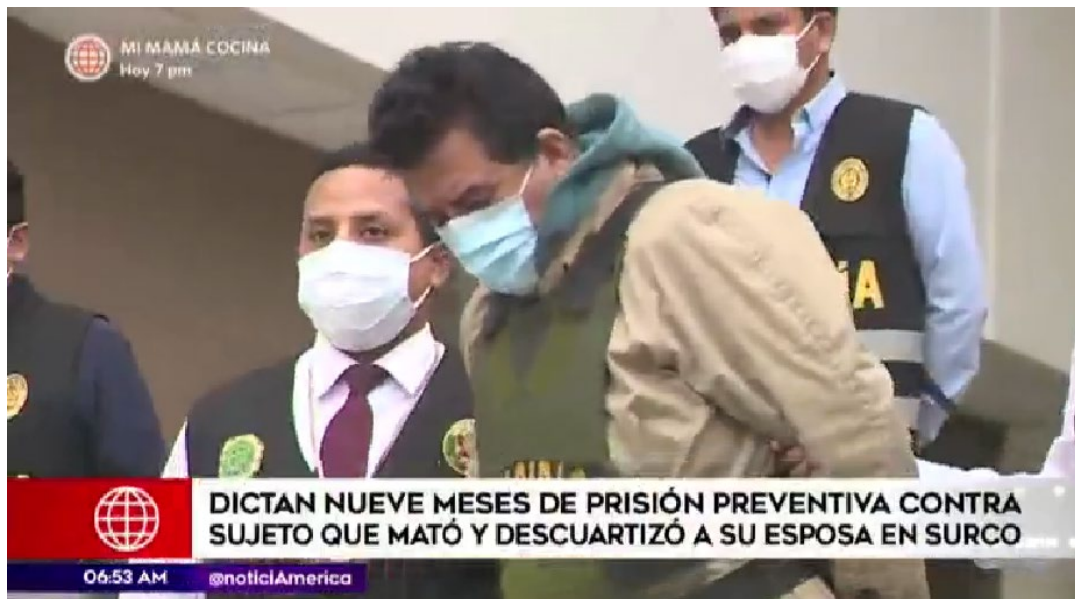 MI MAMÁ COCINA
Hoy 7 pm
ÍA
DICTAN NUEVE MESES DE PRISIÓN PREVENTIVA CONTRA
SUJETO QUE MATÓ Y DESCUARTIZÓ A SU ESPOSA EN SURCO
06:53 AM @noticiAmerica